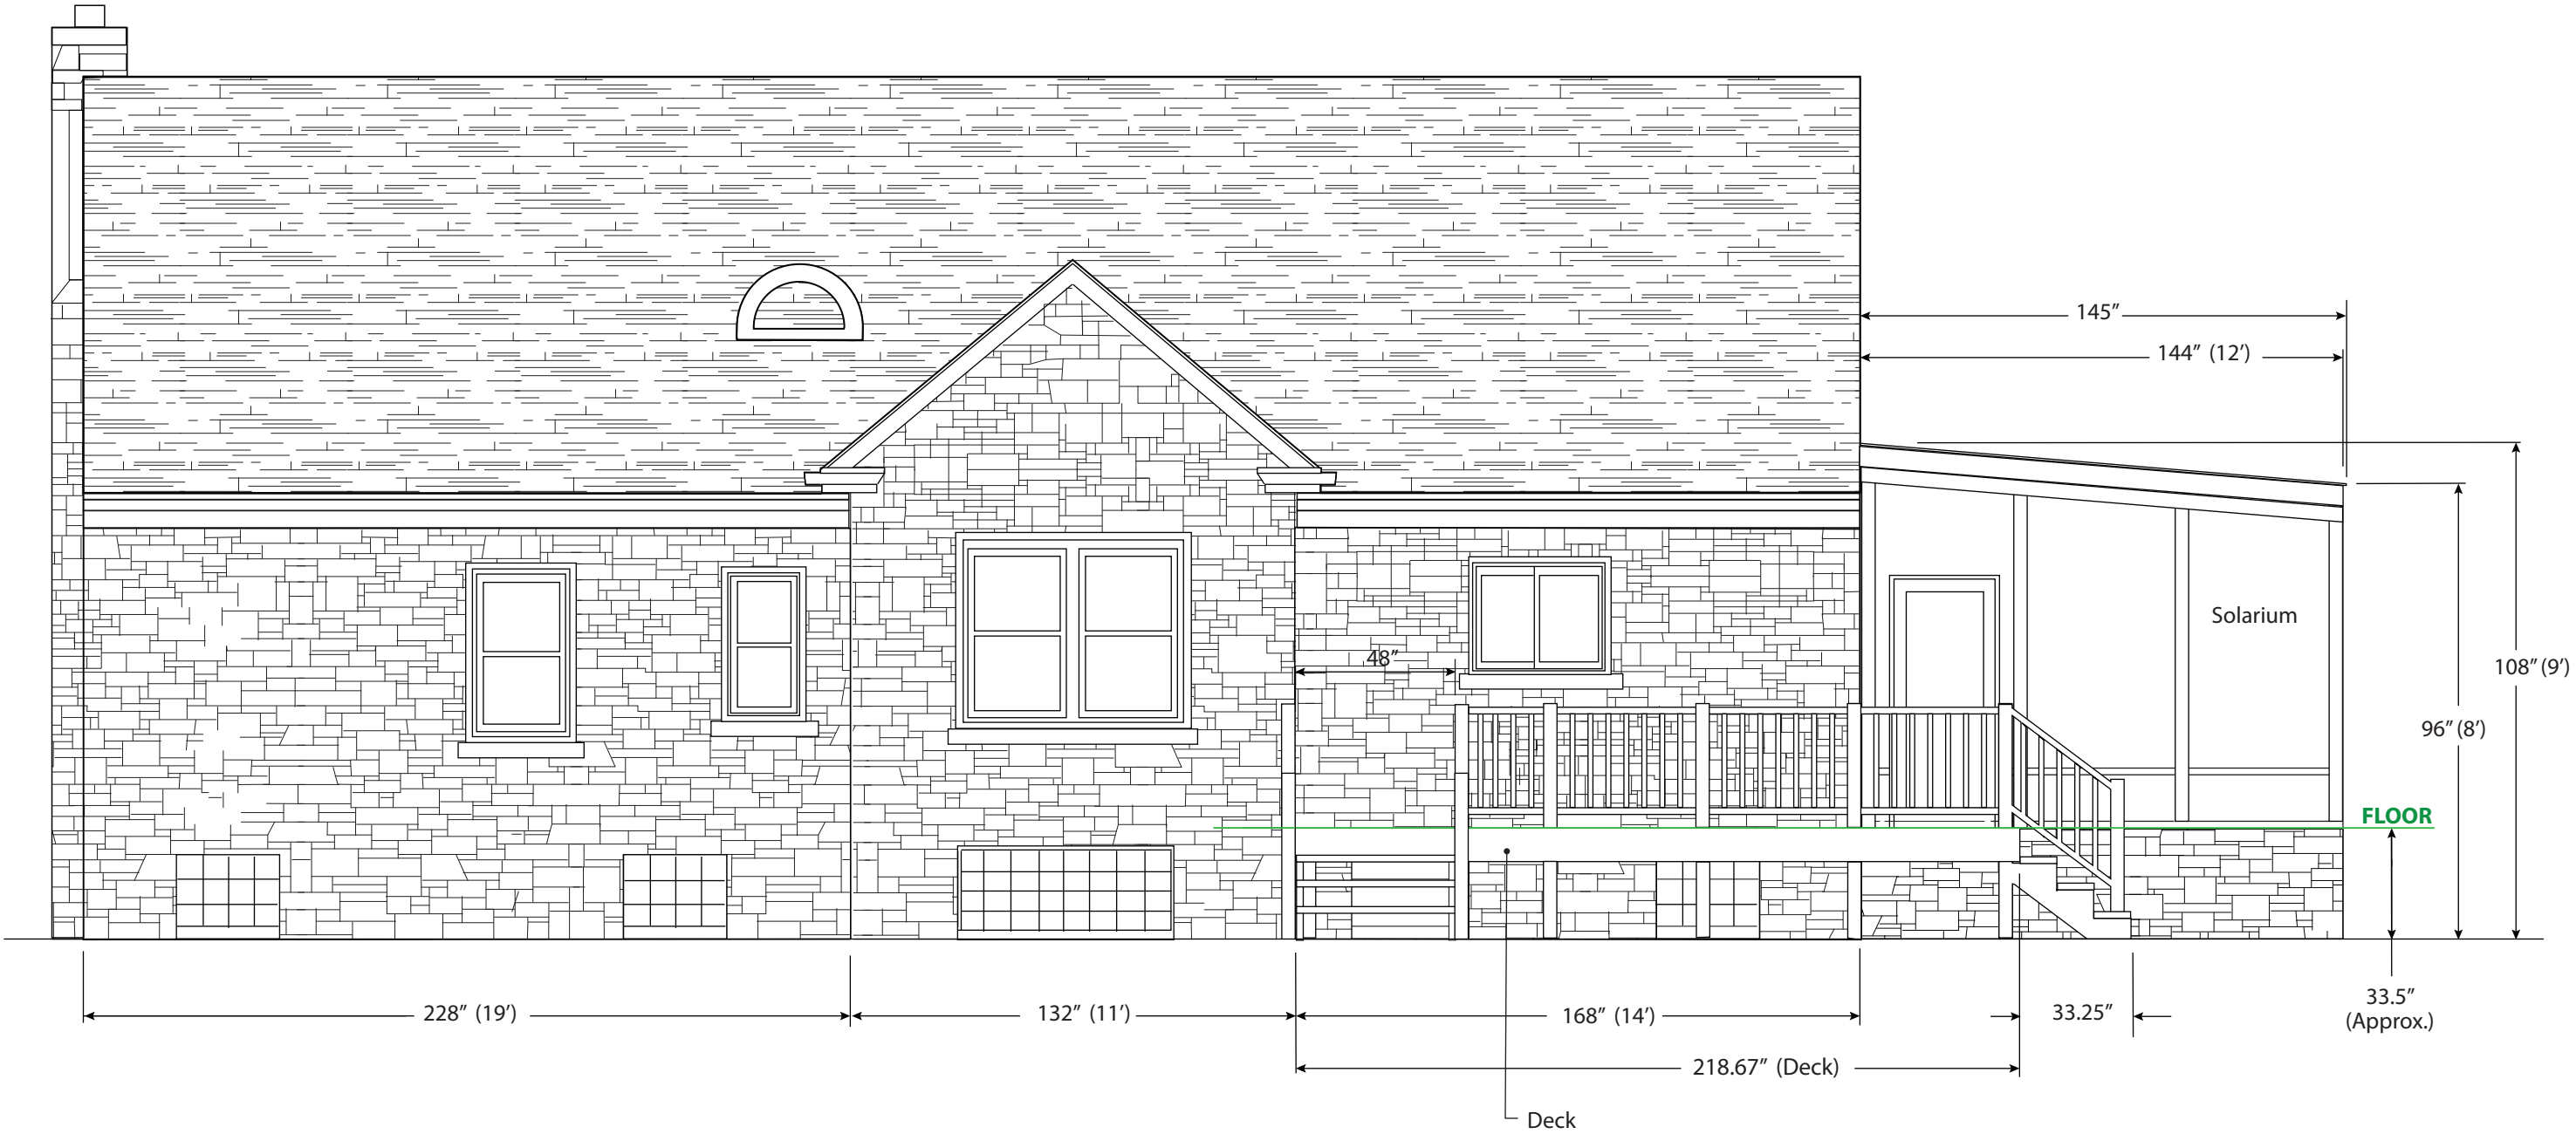 145”
144” (12’)
Solarium
48”
108” (9’)
96” (8’)
FLOOR
33.5”
(Approx.)
228” (19’)
132” (11’)
168” (14’)
33.25”
218.67” (Deck)
Deck